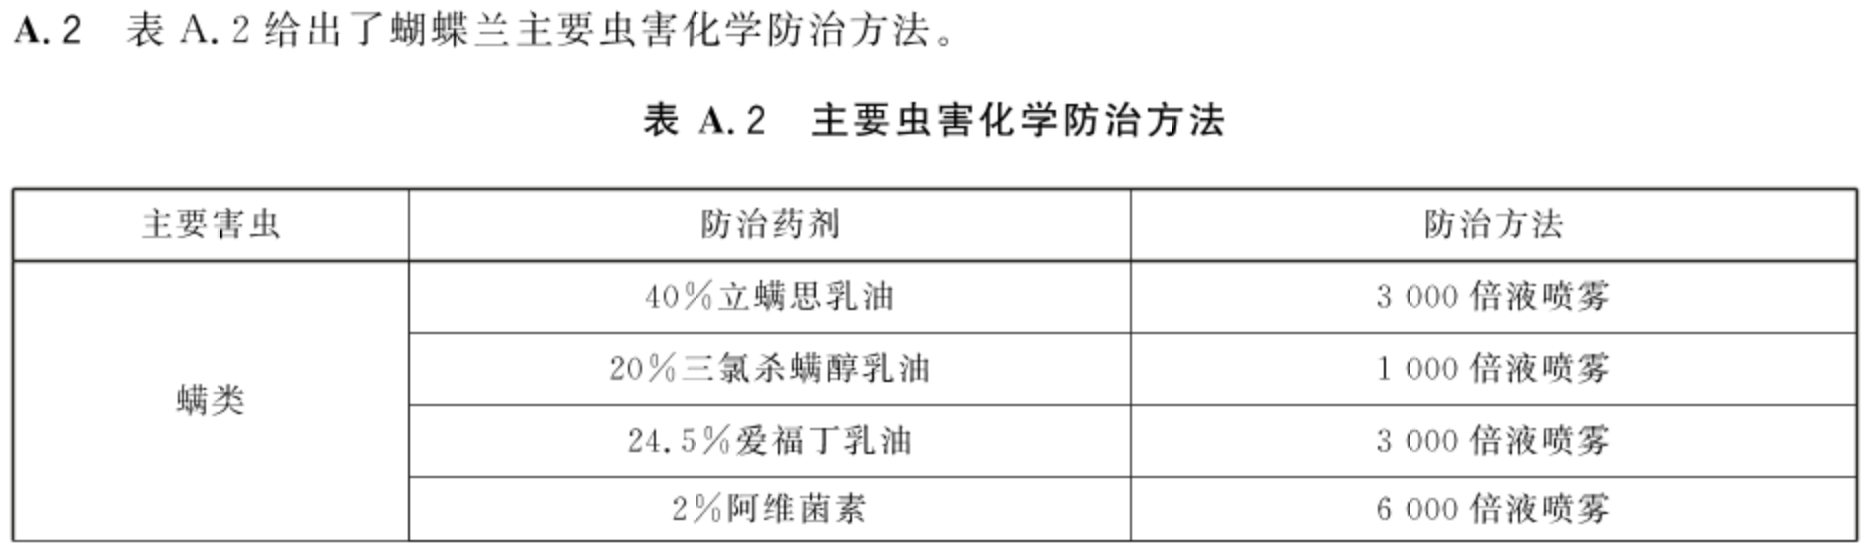 A.2 表 A.2 给出了蝴蝶兰主要虫害化学防治方法。
表 A.2 主要虫害化学防治方法
主要害虫 防治药剂 防治方法
螨类
40%立螨思乳油 3 000 倍液喷雾
20%三氯杀螨醇乳油 1 000 倍液喷雾
24.5%爱福丁乳油 3 000 倍液喷雾
2%阿维菌素 6 000 倍液喷雾